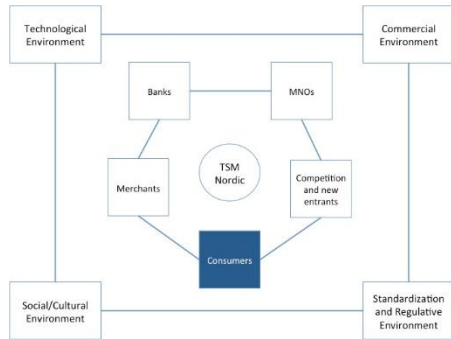 Technological
Environment
Commercial
Environment
Banks
MNOs
TSM
Nordic
Merchants
Competition
and new
entrants
Consumers
Social/Cultural
Environment
Standardization
and Regulative
Environment